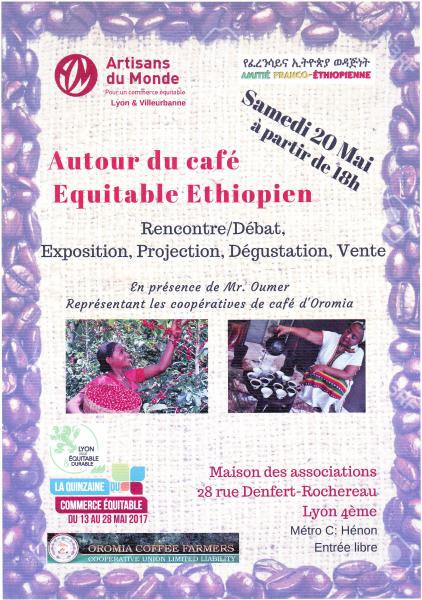 Artisans
du Monde
Pour un commerce équitable
Lyon & Villeurbanne
የፈረንሳይና ኢትዮጵያ ወዳጅነት
AMITIÉ FRANCO-ÉTHIOPIENNE
Samedi 20 Mai
à partir de 18h
Autour du café
Equitable Ethiopien
Rencontre/Débat,
Exposition, Projection, Dégustation, Vente
En présence de Mr. Oumer
Représentant les coopératives de café d'Oromia
LYON
ÉQUITABLE
& DURABLE
LA QUINZAINE DU
COMMERCE ÉQUITABLE
DU 13 AU 28 MAI 2017
Maison des associations
28 rue Denfert-Rochereau
Lyon 4ème
Métro C: Hénon
Entrée libre
OROMIA COFFEE FARMERS
COOPERATIVE UNION LIMITED LIABILITY